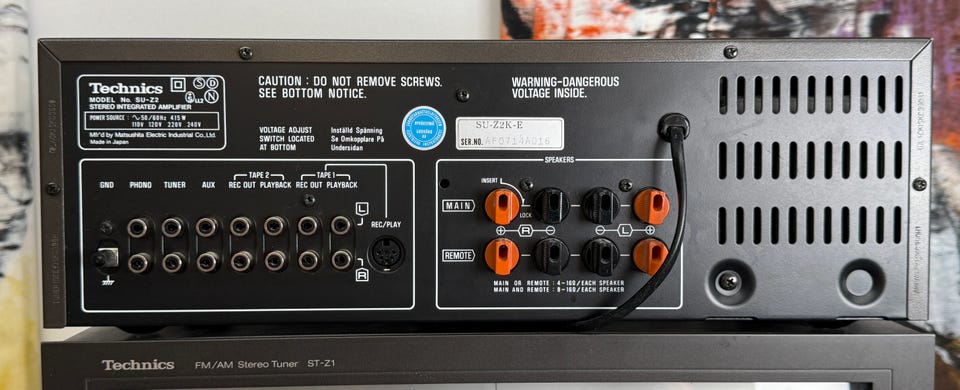 Technics
MODEL No. SU-Z2
STEREO INTEGRATED AMPLIFIER
S D N
POWER SOURCE : ~50/60Hz 415W
110V 120V 220V 240V
Mfr'd by Matsushita Electric Industrial Co., Ltd.
Made in Japan
CAUTION : DO NOT REMOVE SCREWS.
SEE BOTTOM NOTICE.
WARNING-DANGEROUS
VOLTAGE INSIDE.
VOLTAGE ADJUST
SWITCH LOCATED
AT BOTTOM
Inställd Spänning
Se Omkopplare På
Undersidan
SU-Z2K-E
SER.NO. AF0714A016
GND PHONO TUNER AUX
TAPE 2
REC OUT PLAYBACK
TAPE 1
REC OUT PLAYBACK
L
REC/PLAY
R
SPEAKERS
INSERT
LOCK
MAIN
+ R - - L +
REMOTE
MAIN OR REMOTE : 4-16Ω/EACH SPEAKER
MAIN AND REMOTE : 8-16Ω/EACH SPEAKER
Technics FM/AM Stereo Tuner ST-Z1